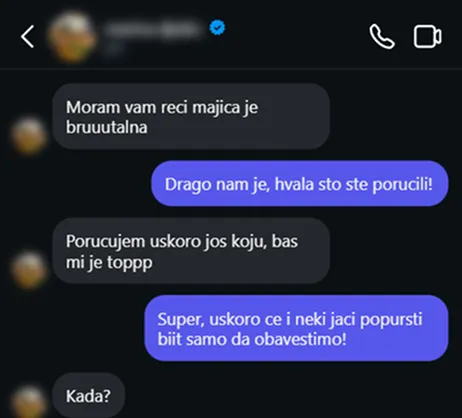 Moram vam reci majica je
bruuutalna
Drago nam je, hvala sto ste porucili!
Porucujem uskoro jos koju, bas
mi je toppp
Super, uskoro ce i neki jaci popursti
biit samo da obavestimo!
Kada?